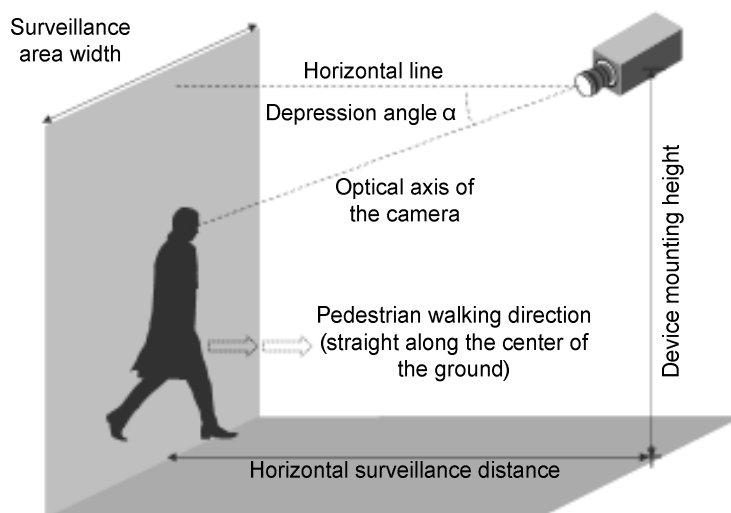 Surveillance
area width
Horizontal line
Depression angle α
Optical axis of
the camera
Device mounting height
Pedestrian walking direction
(straight along the center of
the ground)
Horizontal surveillance distance